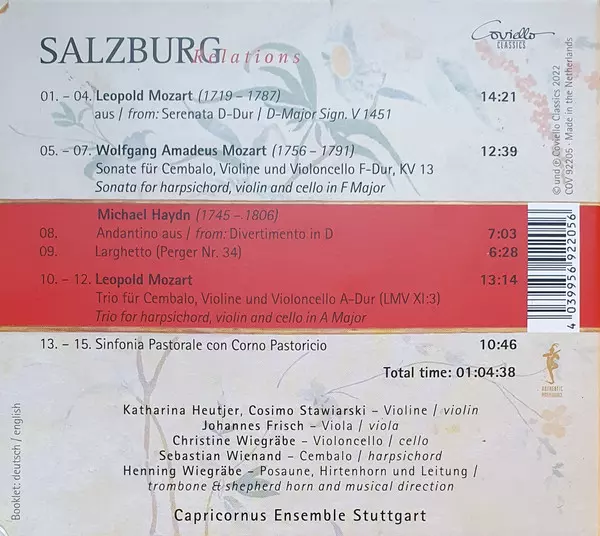 SALZBURG
Relations
Coviello
CLASSICS
01. – 04. Leopold Mozart (1719 – 1787) 14:21
aus / from: Serenata D-Dur / D-Major Sign. V 1451
05. – 07. Wolfgang Amadeus Mozart (1756 – 1791) 12:39
Sonate für Cembalo, Violine und Violoncello F-Dur, KV 13
Sonata for harpsichord, violin and cello in F Major
Michael Haydn (1745 – 1806)
08. Andantino aus / from: Divertimento in D 7:03
09. Larghetto (Perger Nr. 34) 6:28
10. – 12. Leopold Mozart 13:14
Trio für Cembalo, Violine und Violoncello A-Dur (LMV XI:3)
Trio for harpsichord, violin and cello in A Major
13. – 15. Sinfonia Pastorale con Corno Pastoricio 10:46
Total time: 01:04:38
Katharina Heutjer, Cosimo Stawiarski – Violine / violin
Johannes Frisch – Viola / viola
Christine Wiegräbe – Violoncello / cello
Sebastian Wienand – Cembalo / harpsichord
Henning Wiegräbe – Posaune, Hirtenhorn und Leitung /
trombone & shepherd horn and musical direction
Capricornus Ensemble Stuttgart
© und ℗ Coviello Classics 2022
COV 92205 · Made in the Netherlands
4 039956 922056
AUTHENTIC
Booklet: deutsch / english